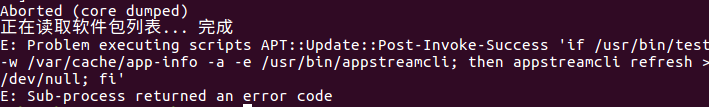 Aborted (core dumped)
正在读取软件包列表... 完成
E: Problem executing scripts APT::Update::Post-Invoke-Success 'if /usr/bin/test
-w /var/cache/app-info -a -e /usr/bin/appstreamcli; then appstreamcli refresh >
/dev/null; fi'
E: Sub-process returned an error code